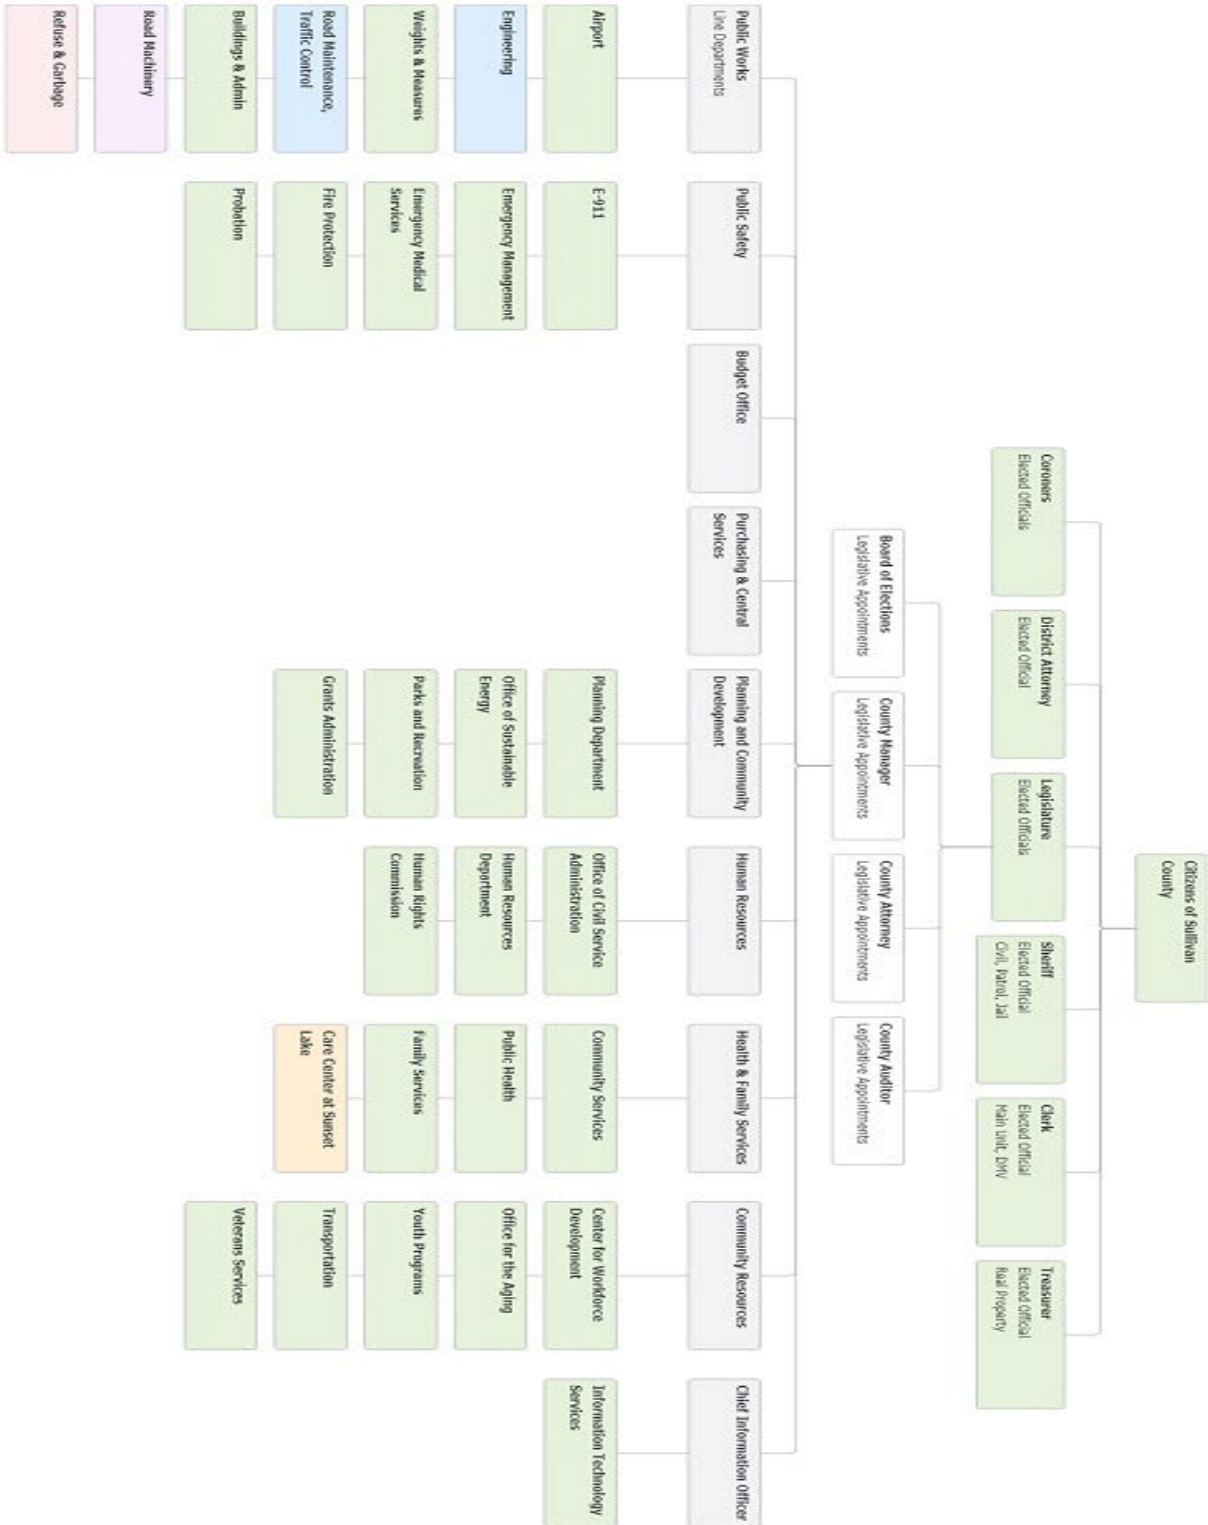 Citizens of Sullivan
County
Coroners
Elected Officials
District Attorney
Elected Official
Legislature
Elected Officials
Sheriff
Elected Official
Civil, Patrol, Jail
Clerk
Elected Official
Main Unit, DMV
Treasurer
Elected Official
Real Property
Board of Elections
Legislative Appointments
County Manager
Legislative Appointments
County Attorney
Legislative Appointments
County Auditor
Legislative Appointments
Public Works
Line Departments
Public Safety
Budget Office
Purchasing & Central
Services
Planning and Community
Development
Human Resources
Health & Family Services
Community Resources
Chief Information Officer
Airport
E-911
Planning Department
Office of Civil Service
Administration
Community Services
Center for Workforce
Development
Information Technology
Services
Engineering
Emergency Management
Office of Sustainable
Energy
Human Resources
Department
Public Health
Office for the Aging
Weights & Measures
Emergency Medical
Services
Parks and Recreation
Human Rights
Commission
Family Services
Youth Programs
Road Maintenance,
Traffic Control
Fire Protection
Grants Administration
Care Center at Sunset
Lake
Transportation
Buildings & Admin
Probation
Veterans Services
Road Machinery
Refuse & Garbage